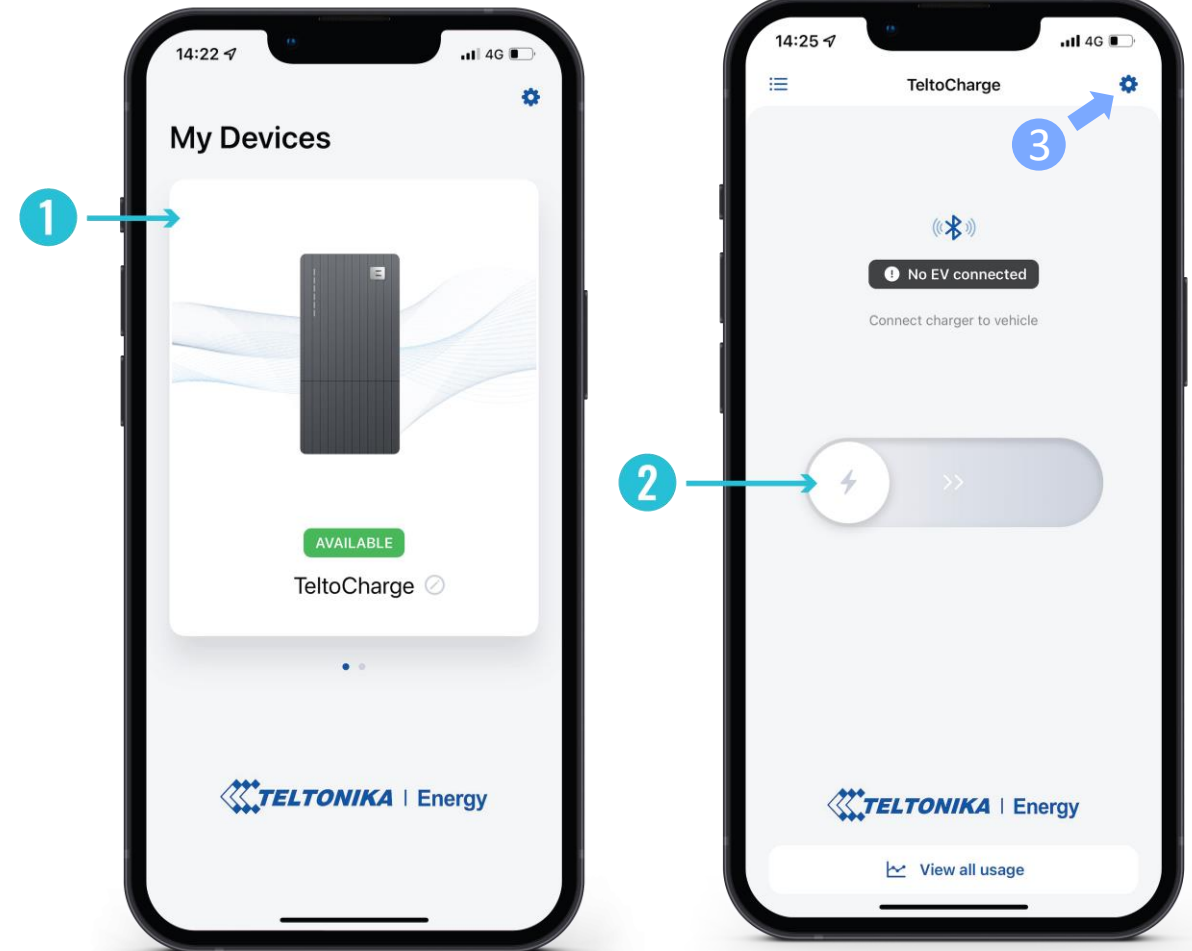 14:22
4G
My Devices
1
AVAILABLE
TeltoCharge
TELTONIKA | Energy
14:25
4G
TeltoCharge
3
No EV connected
Connect charger to vehicle
2
TELTONIKA | Energy
View all usage